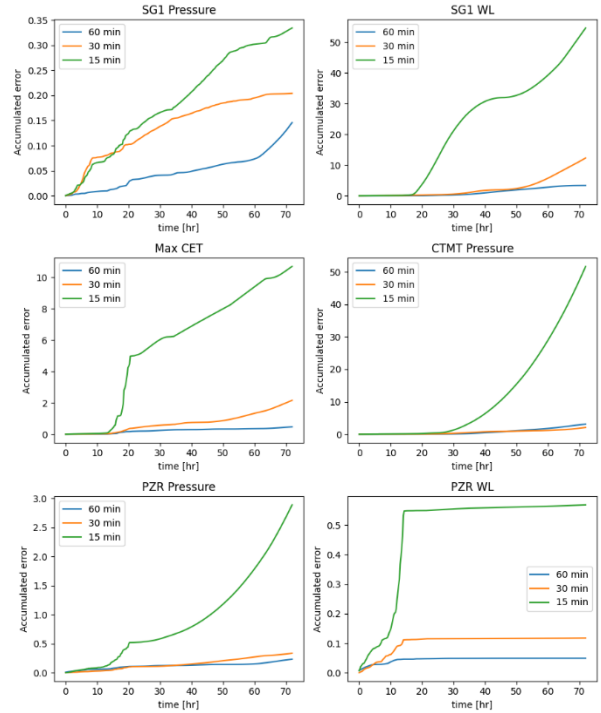 SG1 Pressure
0.35
0.30
0.25
0.20
0.15
0.10
0.05
0.00
Accumulated error
60 min
30 min
15 min
0 10 20 30 40 50 60 70
time [hr]
SG1 WL
50
40
30
20
10
0
Accumulated error
60 min
30 min
15 min
0 10 20 30 40 50 60 70
time [hr]
Max CET
10
8
6
4
2
0
Accumulated error
60 min
30 min
15 min
0 10 20 30 40 50 60 70
time [hr]
CTMT Pressure
50
40
30
20
10
0
Accumulated error
60 min
30 min
15 min
0 10 20 30 40 50 60 70
time [hr]
PZR Pressure
3.0
2.5
2.0
1.5
1.0
0.5
0.0
Accumulated error
60 min
30 min
15 min
0 10 20 30 40 50 60 70
time [hr]
PZR WL
0.5
0.4
0.3
0.2
0.1
0.0
Accumulated error
60 min
30 min
15 min
0 10 20 30 40 50 60 70
time [hr]